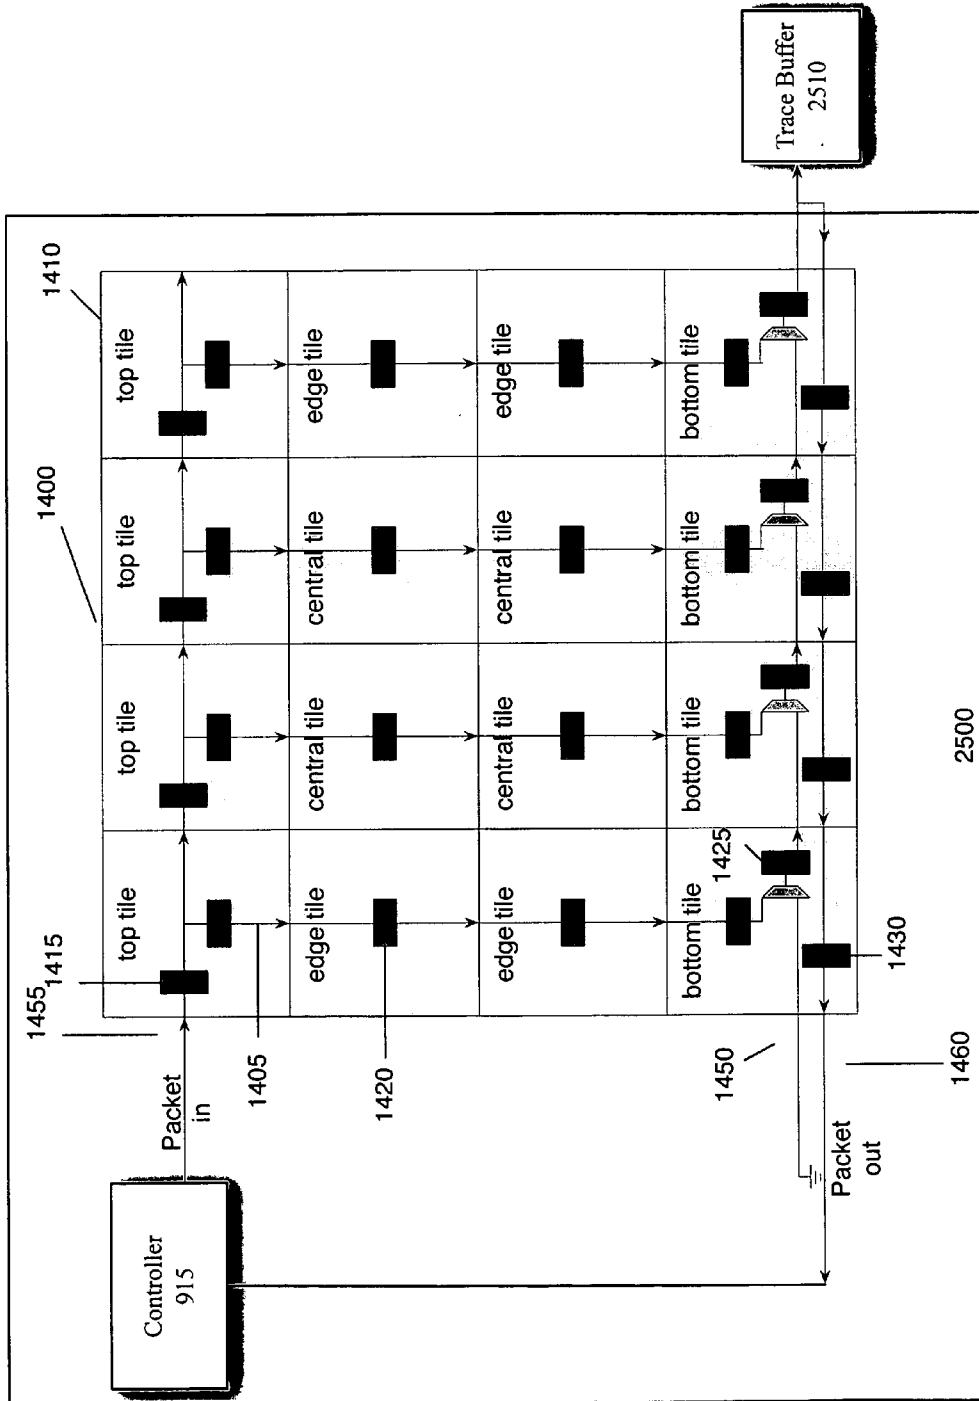 1455
1415
1400
1410
top tile
top tile
top tile
top tile
Controller
915
Packet
in
1405
edge tile
central tile
central tile
edge tile
1420
edge tile
central tile
central tile
edge tile
bottom tile
bottom tile
bottom tile
bottom tile
1450
1425
Trace Buffer
2510
Packet
out
1430
1460
2500